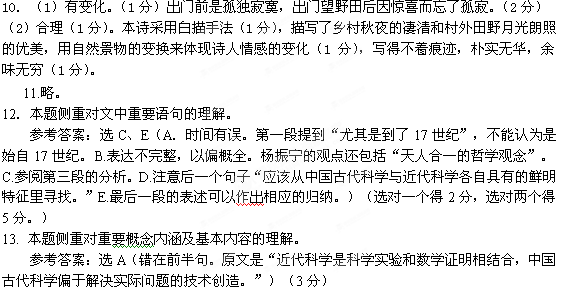 10. （1）有变化。（1 分）出门前是孤独寂寞，出门望野田后因惊喜而忘了孤寂。（2 分）
（2）合理（1 分）。本诗采用白描手法（1 分），描写了乡村秋夜的凄清和村外田野月光朗照
的优美，用自然景物的变换来体现诗人情感的变化（1 分），写得不着痕迹，朴实无华，余
味无穷（1 分）。
11.略。
12．本题侧重对文中重要语句的理解。
参考答案：选 C、E（A．时间有误。第一段提到“尤其是到了 17 世纪”，不能认为是
始自 17 世纪。B.表达不完整，以偏概全。杨振宁的观点还包括“天人合一的哲学观念”。
C.参阅第三段的分析。D.注意后一个句子“应该从中国古代科学与近代科学各自具有的鲜明
特征里寻找。”E.最后一段的表述可以作出相应的归纳。）（选对一个得 2 分，选对两个得
5 分。）
13. 本题侧重对重要概念内涵及基本内容的理解。
参考答案：选 A（错在前半句。原文是“近代科学是科学实验和数学证明相结合，中国
古代科学偏于解决实际问题的技术创造。”）（3 分）